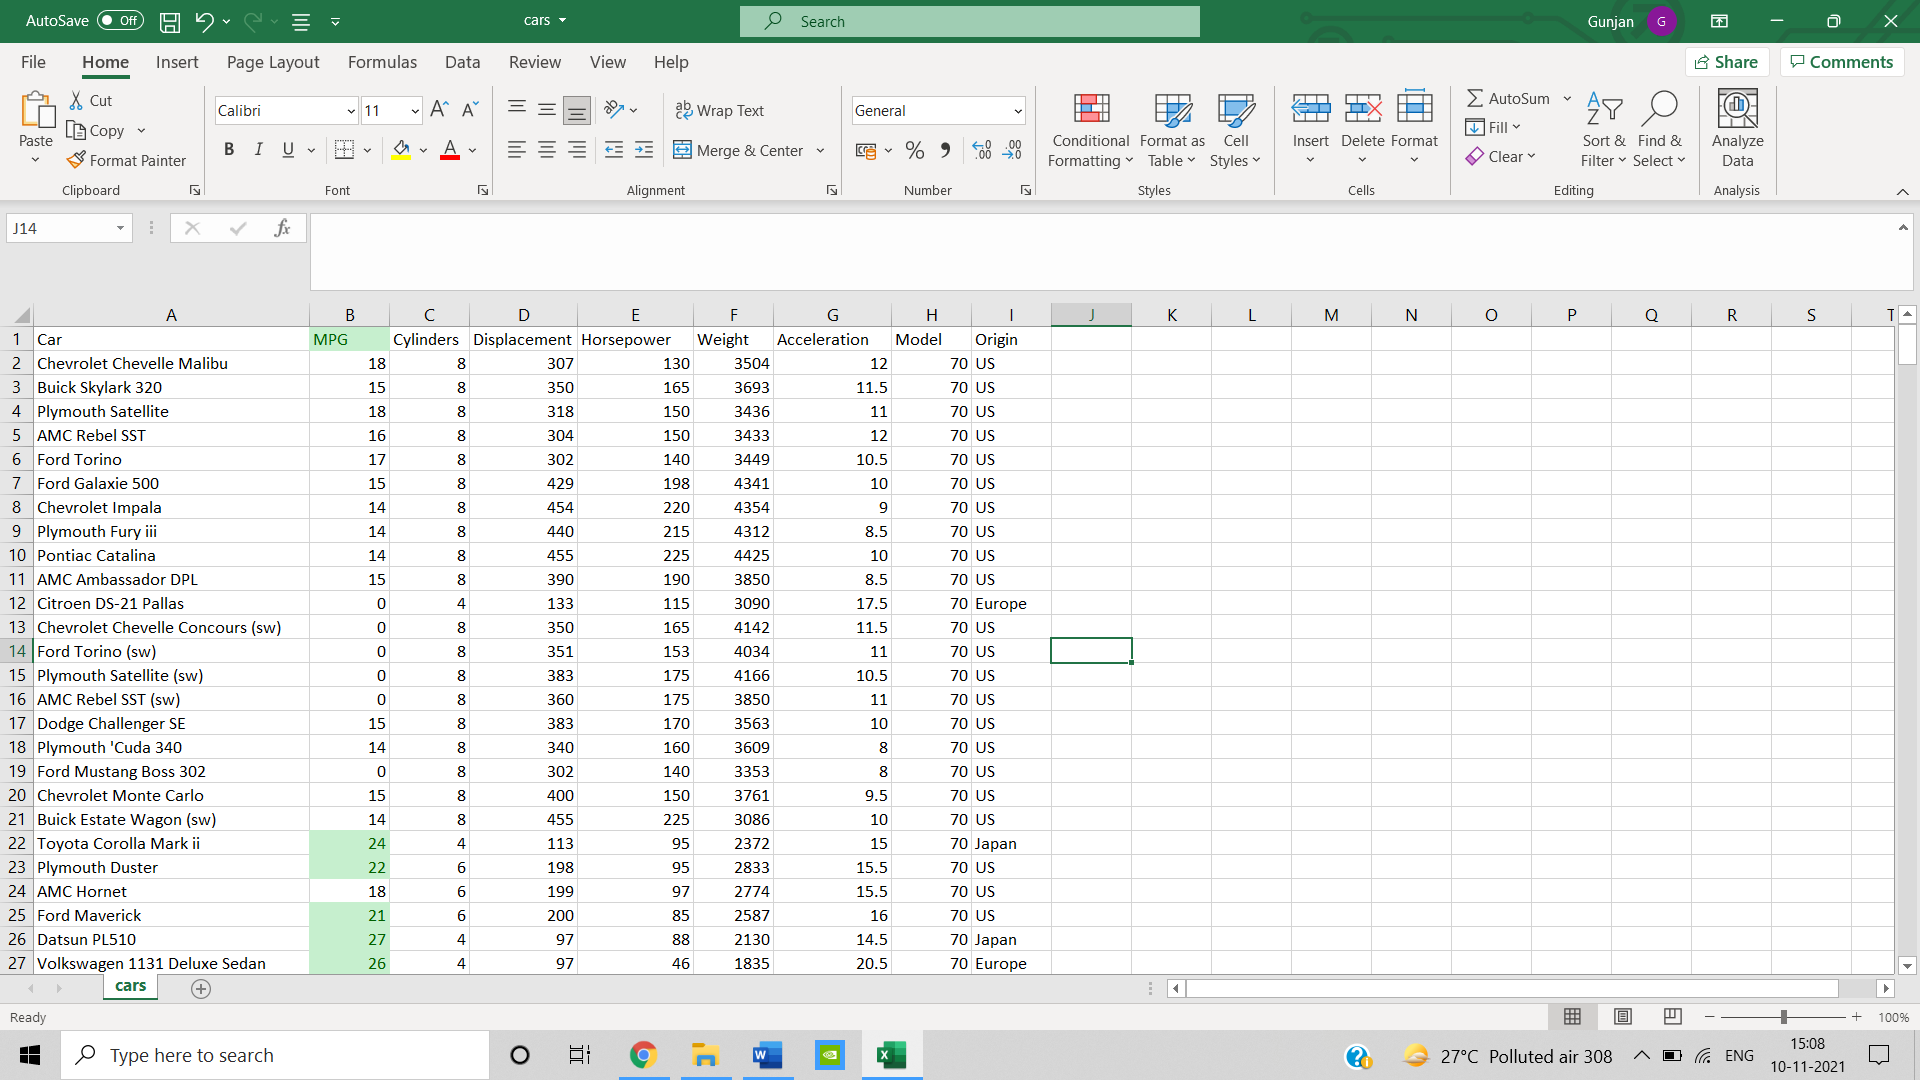 AutoSave Off cars Search Gunjan G
File Home Insert Page Layout Formulas Data Review View Help Share Comments
Paste Cut Copy Format Painter Clipboard
Calibri 11 B I U A Font
ab Wrap Text Merge & Center Alignment
General % Number
Conditional Formatting Format as Table Cell Styles Styles
Insert Delete Format Cells
AutoSum Fill Clear Sort & Filter Find & Select Editing
Analyze Data Analysis
J14 fx
A B C D E F G H I J K L M N O P Q R S T
1 Car MPG Cylinders Displacement Horsepower Weight Acceleration Model Origin
2 Chevrolet Chevelle Malibu 18 8 307 130 3504 12 70 US
3 Buick Skylark 320 15 8 350 165 3693 11.5 70 US
4 Plymouth Satellite 18 8 318 150 3436 11 70 US
5 AMC Rebel SST 16 8 304 150 3433 12 70 US
6 Ford Torino 17 8 302 140 3449 10.5 70 US
7 Ford Galaxie 500 15 8 429 198 4341 10 70 US
8 Chevrolet Impala 14 8 454 220 4354 9 70 US
9 Plymouth Fury iii 14 8 440 215 4312 8.5 70 US
10 Pontiac Catalina 14 8 455 225 4425 10 70 US
11 AMC Ambassador DPL 15 8 390 190 3850 8.5 70 US
12 Citroen DS-21 Pallas 0 4 133 115 3090 17.5 70 Europe
13 Chevrolet Chevelle Concours (sw) 0 8 350 165 4142 11.5 70 US
14 Ford Torino (sw) 0 8 351 153 4034 11 70 US
15 Plymouth Satellite (sw) 0 8 383 175 4166 10.5 70 US
16 AMC Rebel SST (sw) 0 8 360 175 3850 11 70 US
17 Dodge Challenger SE 15 8 383 170 3563 10 70 US
18 Plymouth 'Cuda 340 14 8 340 160 3609 8 70 US
19 Ford Mustang Boss 302 0 8 302 140 3353 8 70 US
20 Chevrolet Monte Carlo 15 8 400 150 3761 9.5 70 US
21 Buick Estate Wagon (sw) 14 8 455 225 3086 10 70 US
22 Toyota Corolla Mark ii 24 4 113 95 2372 15 70 Japan
23 Plymouth Duster 22 6 198 95 2833 15.5 70 US
24 AMC Hornet 18 6 199 97 2774 15.5 70 US
25 Ford Maverick 21 6 200 85 2587 16 70 US
26 Datsun PL510 27 4 97 88 2130 14.5 70 Japan
27 Volkswagen 1131 Deluxe Sedan 26 4 97 46 1835 20.5 70 Europe
cars
Ready 100%
Type here to search 27°C Polluted air 308 ENG 15:08
10-11-2021